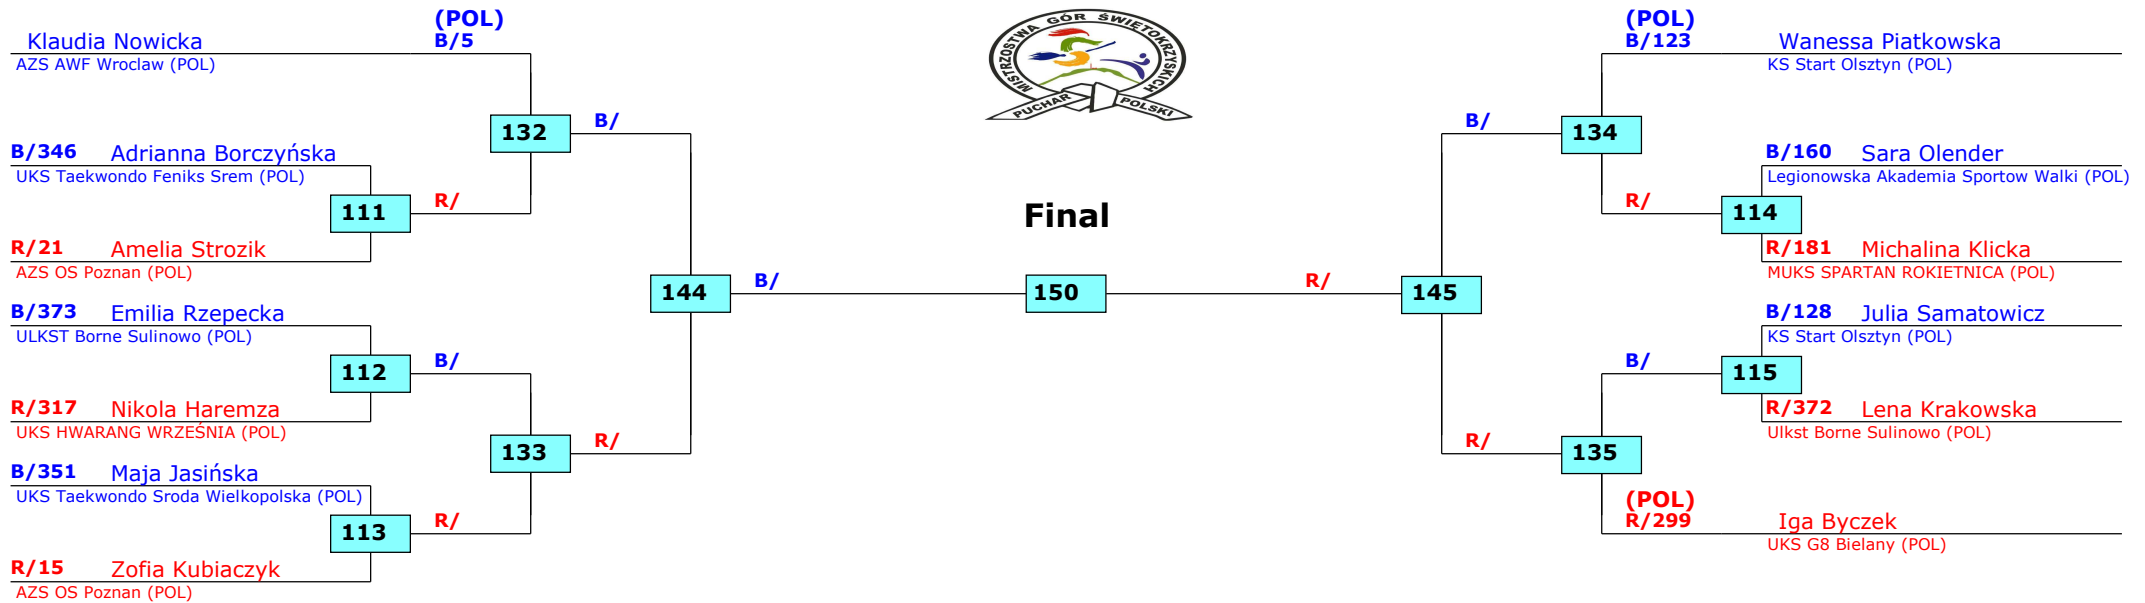 (POL)
Klaudia Nowicka B/5
AZS AWF Wroclaw (POL)
132 B/
B/346 Adrianna Borczyńska
UKS Taekwondo Feniks Srem (POL)
111 R/
R/21 Amelia Strozik
AZS OS Poznan (POL)
144 B/
B/373 Emilia Rzepecka
ULKST Borne Sulinowo (POL)
112 B/
R/317 Nikola Haremza
UKS HWARANG WRZEŚNIA (POL)
133 R/
B/351 Maja Jasińska
UKS Taekwondo Sroda Wielkopolska (POL)
113 R/
R/15 Zofia Kubiaczyk
AZS OS Poznan (POL)
MISTRZOSTWA GÓR ŚWIĘTOKRZYSKICH
PUCHAR POLSKI
Final
150
(POL)
B/123 Wanessa Piatkowska
KS Start Olsztyn (POL)
B/ 134
B/160 Sara Olender
Legionowska Akademia Sportow Walki (POL)
R/ 114
R/181 Michalina Klicka
MUKS SPARTAN ROKIETNICA (POL)
R/ 145
B/128 Julia Samatowicz
KS Start Olsztyn (POL)
B/ 115
R/372 Lena Krakowska
Ulkst Borne Sulinowo (POL)
R/ 135
(POL)
R/299 Iga Byczek
UKS G8 Bielany (POL)